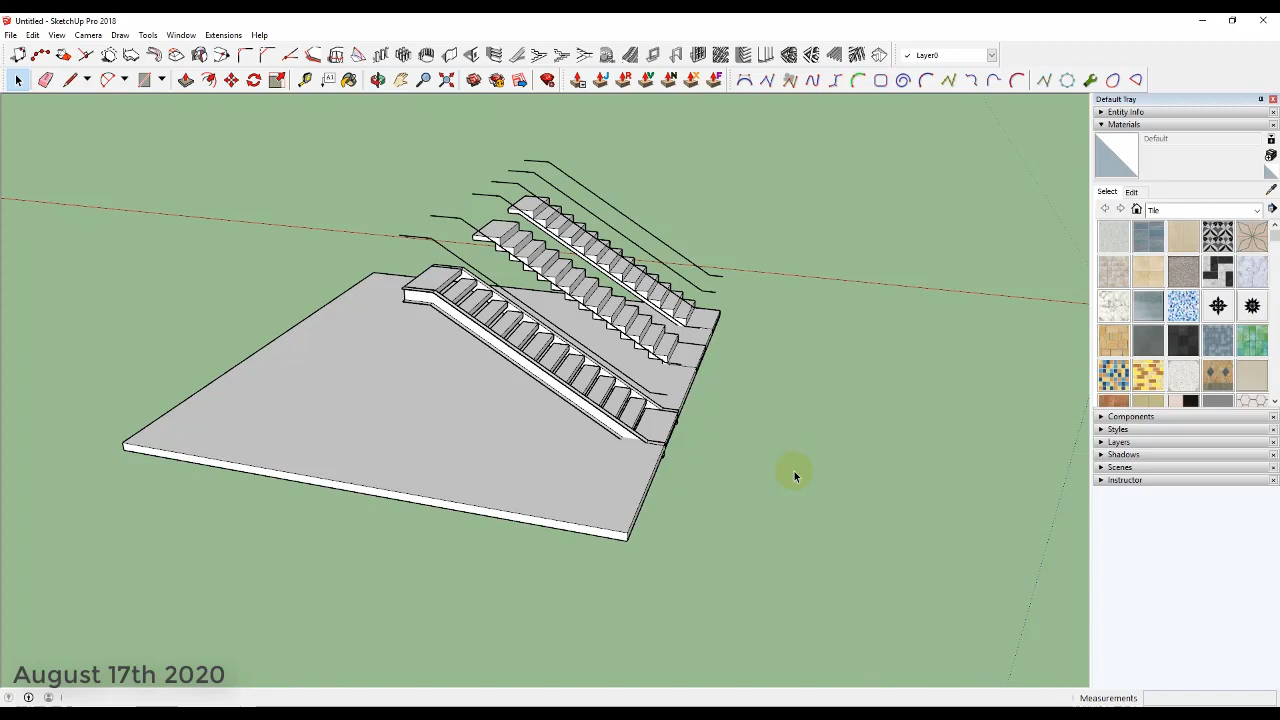 Untitled - SketchUp Pro 2018
File Edit View Camera Draw Tools Window Extensions Help
Layer0
Default Tray
Entity Info
Materials
Default
Select Edit
Tile
Components
Styles
Layers
Shadows
Scenes
Instructor
August 17th 2020
Measurements